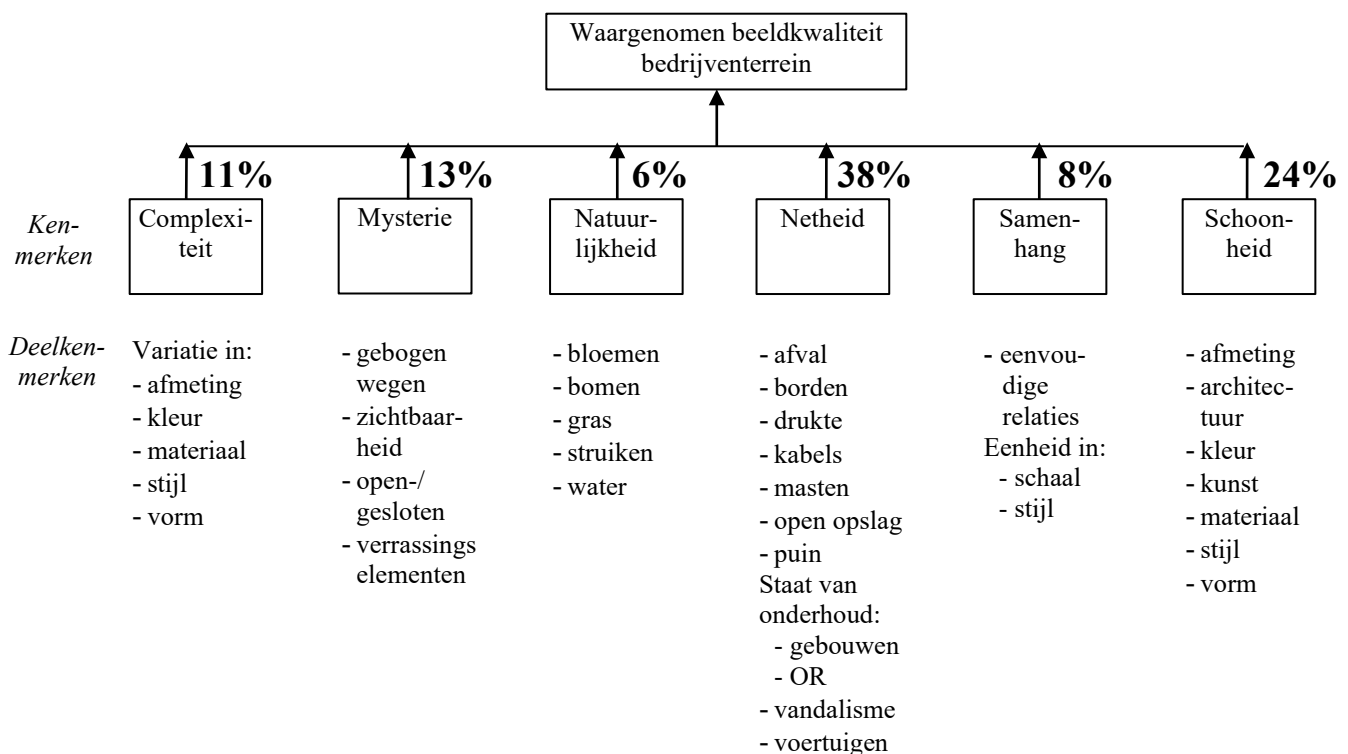 Waargenomen beeldkwaliteit
bedrijventerrein
11%
13%
6%
38%
8%
24%
Ken-
merken
Complexi-
teit
Mysterie
Natuur-
lijkheid
Netheid
Samen-
hang
Schoon-
heid
Deelken-
merken
Variatie in:
- afmeting
- kleur
- materiaal
- stijl
- vorm
- gebogen
wegen
- zichtbaar-
heid
- open-/
gesloten
- verrassings
elementen
- bloemen
- bomen
- gras
- struiken
- water
- afval
- borden
- drukte
- kabels
- masten
- open opslag
- puin
Staat van
onderhoud:
- gebouwen
- OR
- vandalisme
- voertuigen
- eenvou-
dige
relaties
Eenheid in:
- schaal
- stijl
- afmeting
- architec-
tuur
- kleur
- kunst
- materiaal
- stijl
- vorm